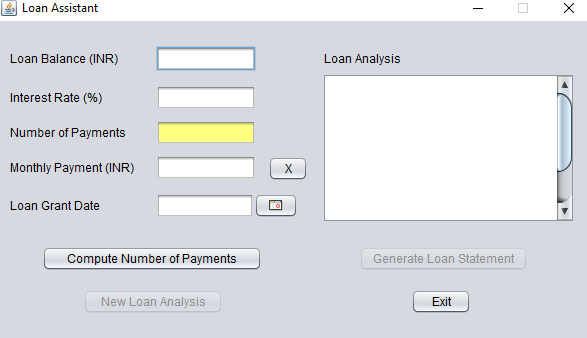 Loan Assistant
Loan Balance (INR)
Loan Analysis
Interest Rate (%)
Number of Payments
Monthly Payment (INR)
X
Loan Grant Date
Compute Number of Payments
Generate Loan Statement
New Loan Analysis
Exit